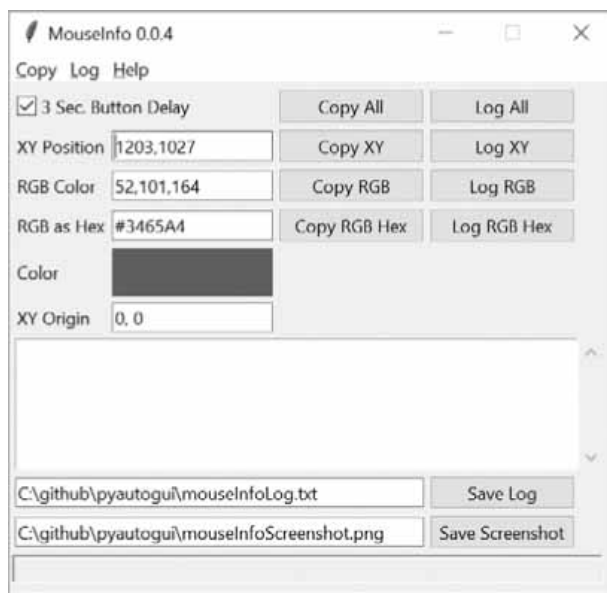 MouseInfo 0.0.4
Copy Log Help
3 Sec. Button Delay Copy All Log All
XY Position 1203,1027 Copy XY Log XY
RGB Color 52,101,164 Copy RGB Log RGB
RGB as Hex #3465A4 Copy RGB Hex Log RGB Hex
Color
XY Origin 0, 0
C:\github\pyautogui\mouseInfoLog.txt Save Log
C:\github\pyautogui\mouseInfoScreenshot.png Save Screenshot